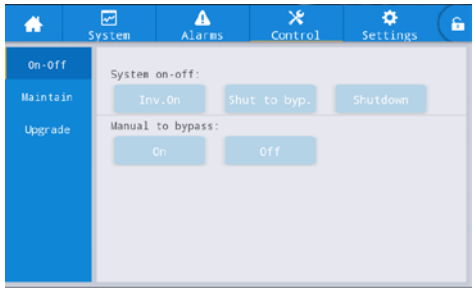 System Alarms Control Settings
On-Off
Maintain
Upgrade
System on-off:
Inv.On Shut to byp. Shutdown
Manual to bypass:
On Off